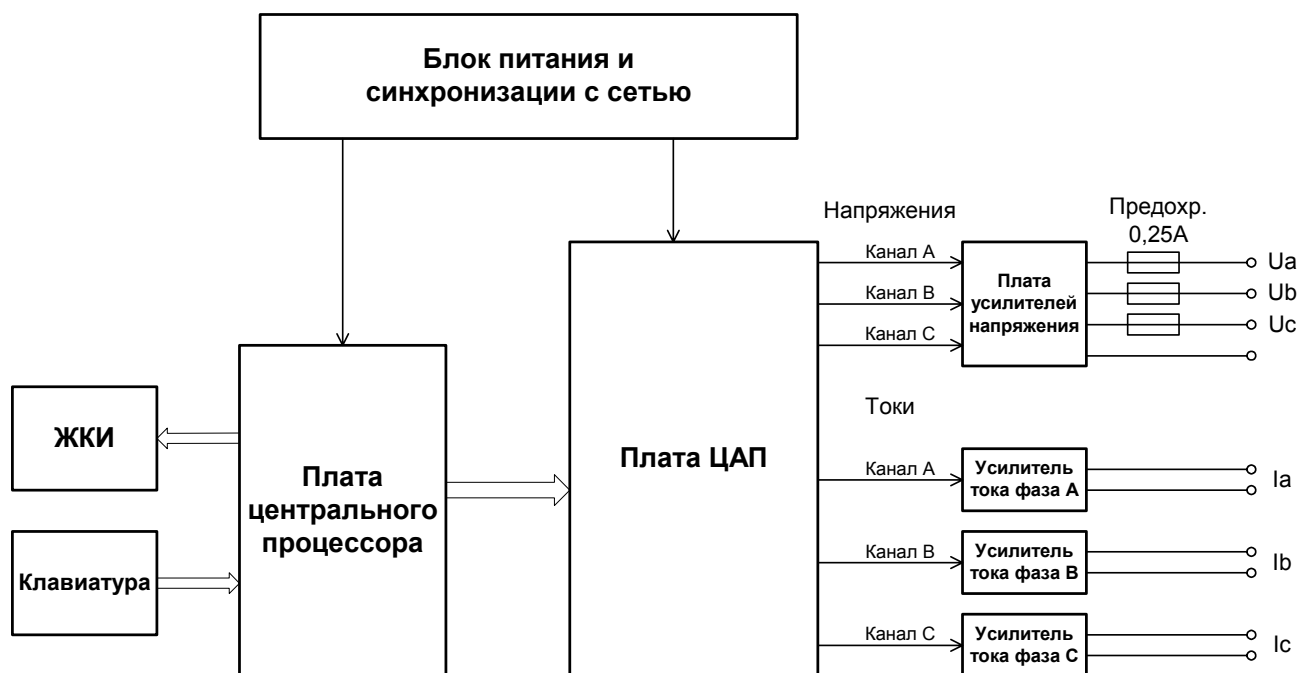 Блок питания и
синхронизации с сетью
Напряжения
Предохр.
0,25А
Канал А
Канал В
Канал С
Плата
усилителей
напряжения
Ua
Ub
Uc
ЖКИ
Клавиатура
Плата
центрального
процессора
Плата ЦАП
Токи
Канал А
Усилитель
тока фаза А
Ia
Канал В
Усилитель
тока фаза В
Ib
Канал С
Усилитель
тока фаза С
Ic